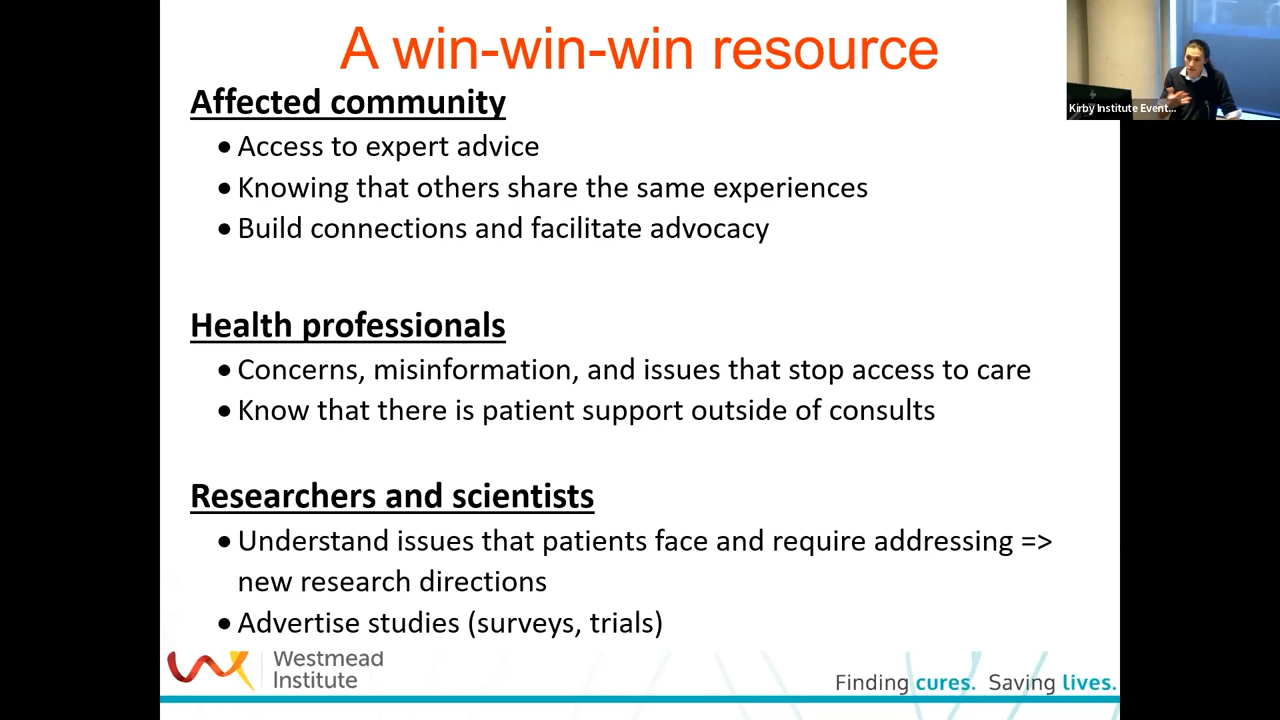 A win-win-win resource
Kirby Institute Event...
Affected community
• Access to expert advice
• Knowing that others share the same experiences
• Build connections and facilitate advocacy
Health professionals
• Concerns, misinformation, and issues that stop access to care
• Know that there is patient support outside of consults
Researchers and scientists
• Understand issues that patients face and require addressing =>
new research directions
• Advertise studies (surveys, trials)
Westmead
Institute
Finding cures. Saving lives.